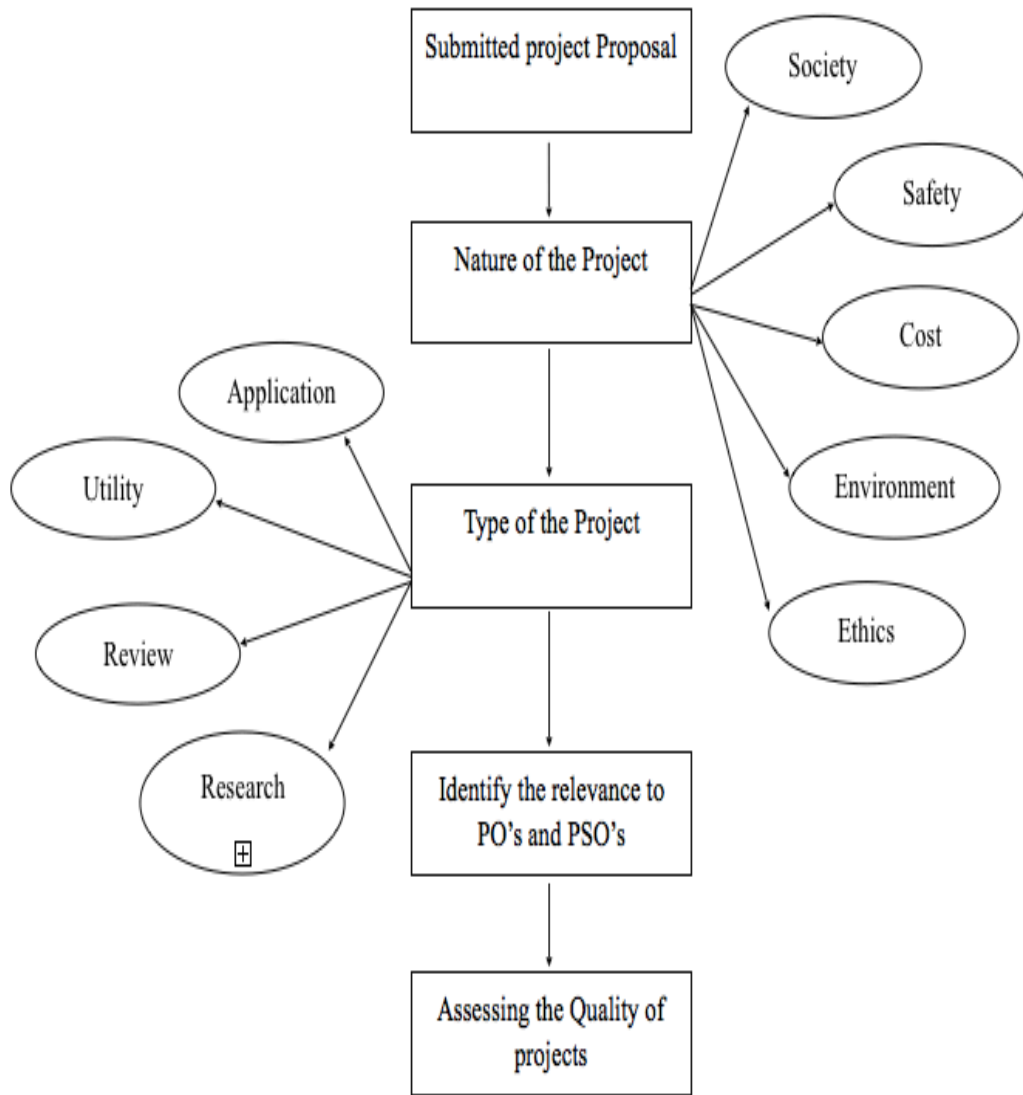 Submitted project Proposal
Society
Safety
Nature of the Project
Cost
Application
Utility
Environment
Type of the Project
Ethics
Review
Research
Identify the relevance to
PO's and PSO's
Assessing the Quality of
projects